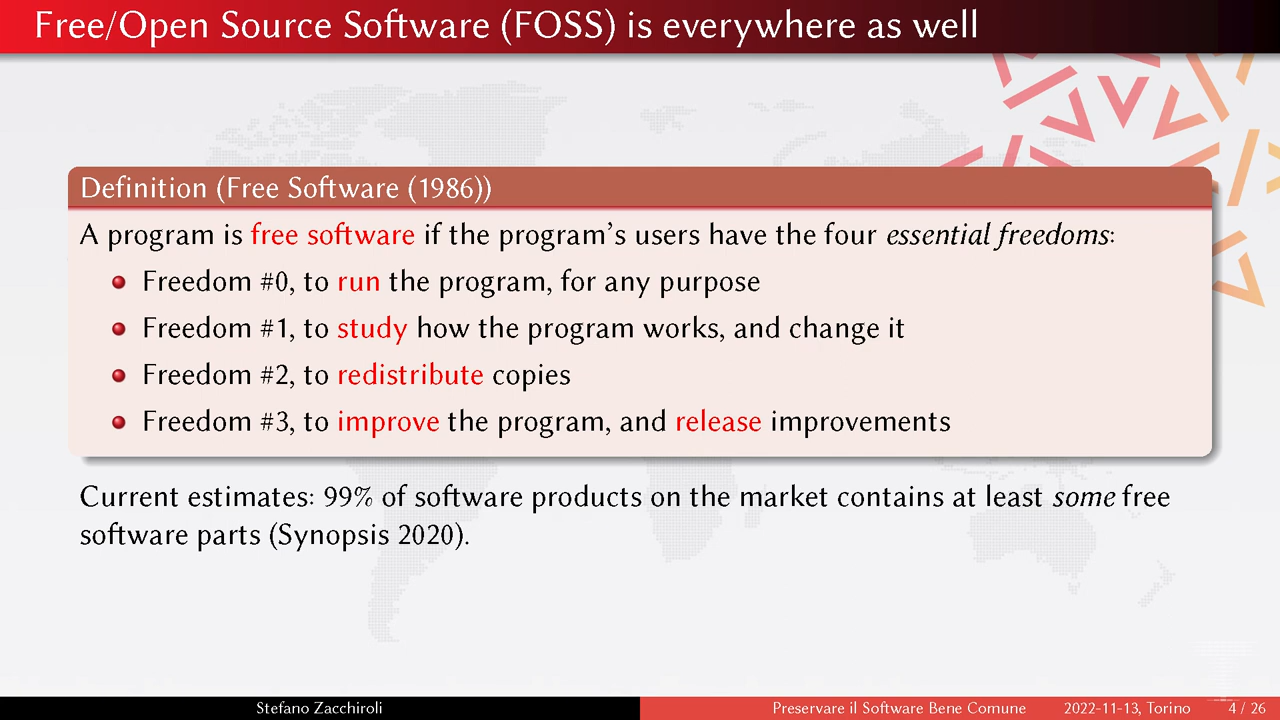 Free/Open Source Software (FOSS) is everywhere as well
Definition (Free Software (1986))
A program is free software if the program's users have the four essential freedoms:
Freedom #0, to run the program, for any purpose
Freedom #1, to study how the program works, and change it
Freedom #2, to redistribute copies
Freedom #3, to improve the program, and release improvements
Current estimates: 99% of software products on the market contains at least some free
software parts (Synopsis 2020).
Stefano Zacchiroli
Preservare il Software Bene Comune 2022-11-13, Torino 4 / 26